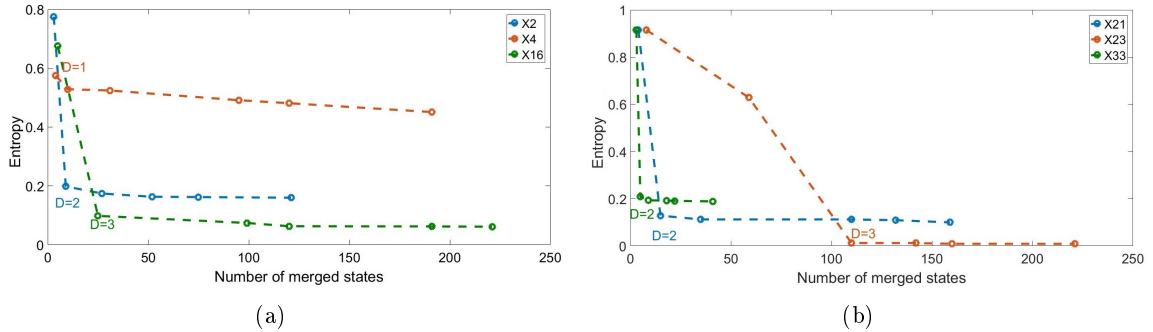 0.8
0.6
0.4
0.2
0
Entropy
0 50 100 150 200 250
Number of merged states
X2
X4
X16
D=1
D=2
D=3
(a)
1
0.8
0.6
0.4
0.2
0
Entropy
0 50 100 150 200 250
Number of merged states
X21
X23
X33
D=2
D=2
D=3
(b)